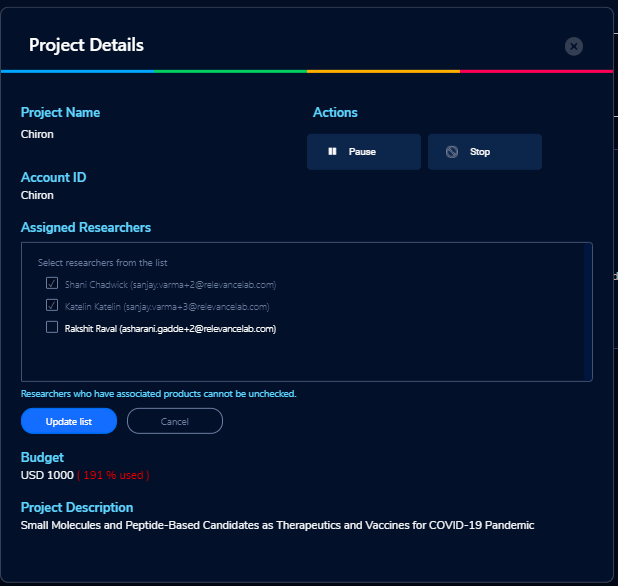 Project Details
Project Name
Actions
Chiron
Pause
Stop
Account ID
Chiron
Assigned Researchers
Select researchers from the list
Shani Chadwick (sanjay.varma+2@relevancelab.com)
Katelin Katelin (sanjay.varma+3@relevancelab.com)
Rakshit Raval (asharani.gadde+2@relevancelab.com)
Researchers who have associated products cannot be unchecked.
Update list
Cancel
Budget
USD 1000 ( 191 % used )
Project Description
Small Molecules and Peptide-Based Candidates as Therapeutics and Vaccines for COVID-19 Pandemic